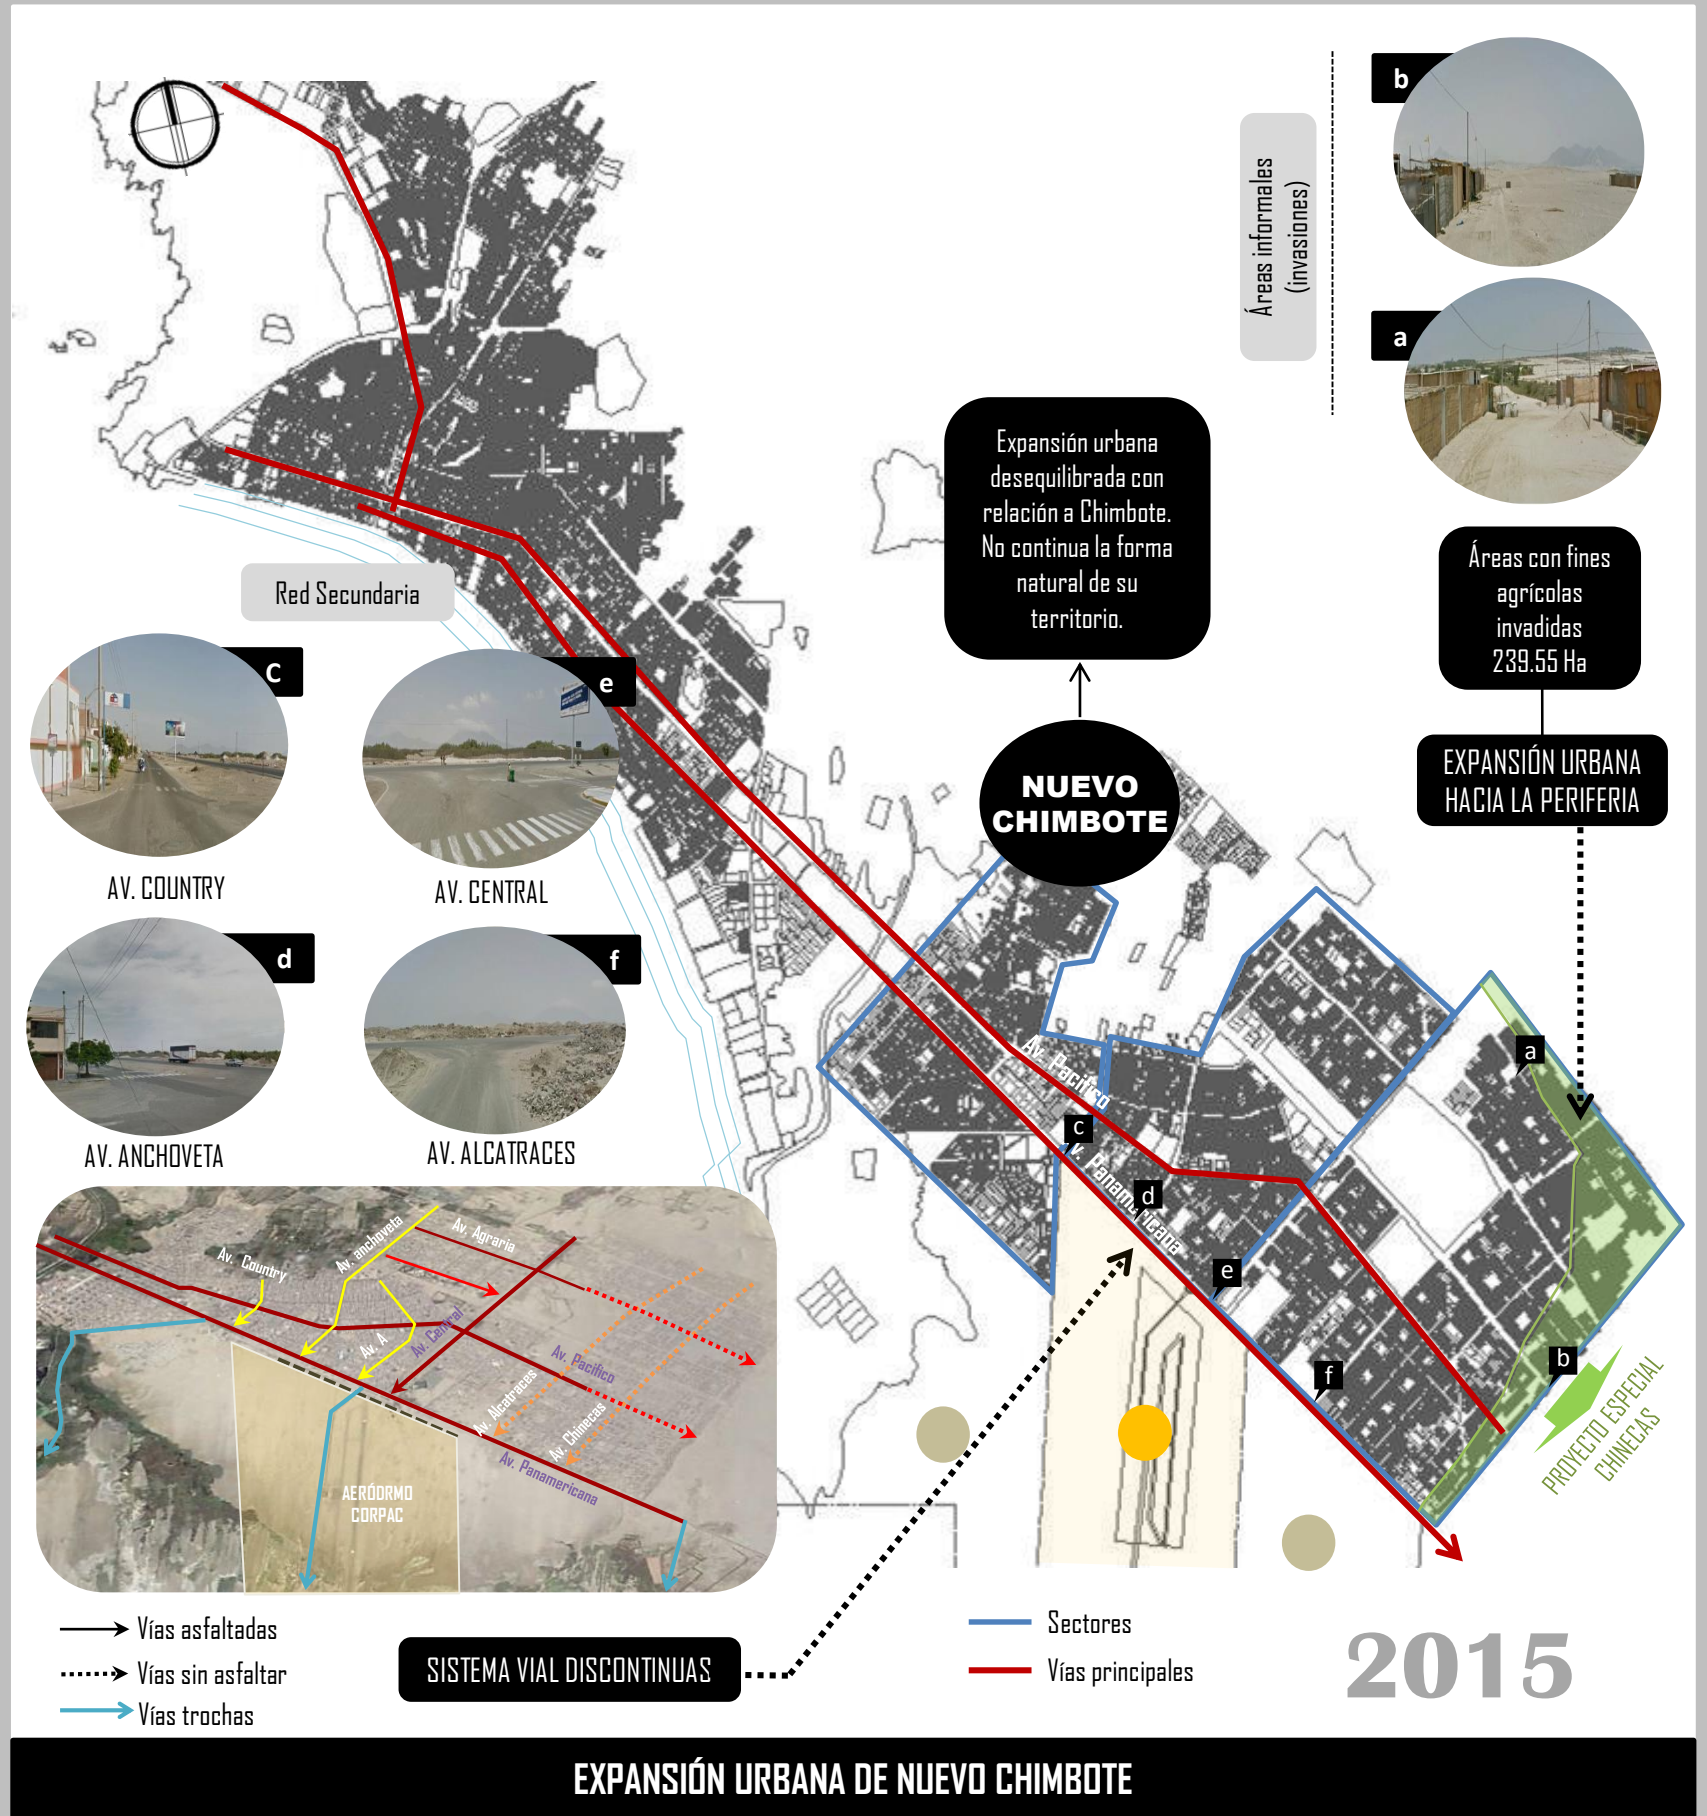 b
Áreas informales
(invasiones)
a
Expansión urbana
desequilibrada con
relación a Chimbote.
No continua la forma
natural de su
territorio.
Áreas con fines
agrícolas
invadidas
239.55 Ha
Red Secundaria
C
e
NUEVO
CHIMBOTE
EXPANSIÓN URBANA
HACIA LA PERIFERIA
AV. COUNTRY
AV. CENTRAL
d
f
AV. ANCHOVETA
AV. ALCATRACES
Av. Pacifico
Av. Panamericana
a
c
d
e
f
b
PROYECTO ESPECIAL
CHINECAS
Av. Country
Av. anchoveta
Av. Agraria
Av. A
Av. Central
Av. Pacifico
Av. Alcatraces
Av. Chinecas
Av. Panamericana
AERÓDRMO
CORPAC
Vías asfaltadas
Vías sin asfaltar
Vías trochas
SISTEMA VIAL DISCONTINUAS
Sectores
Vías principales
2015
EXPANSIÓN URBANA DE NUEVO CHIMBOTE